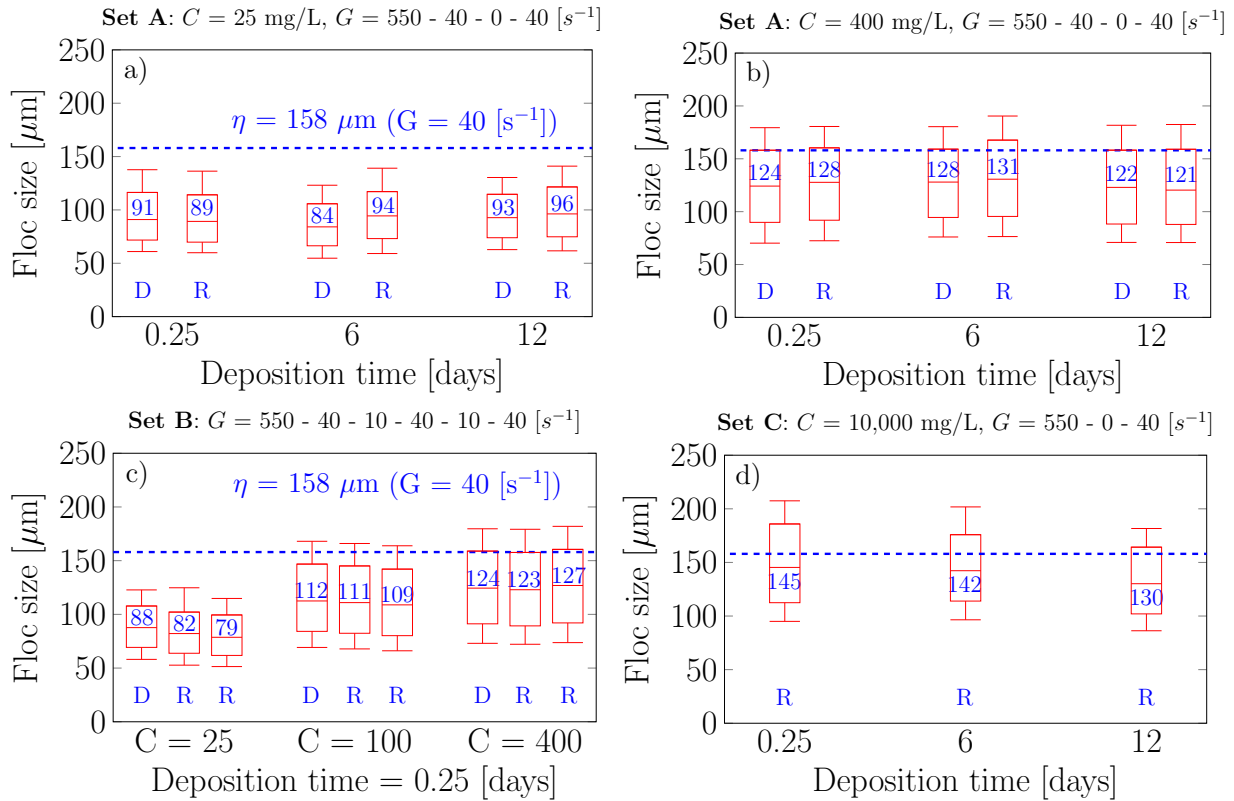 Set A: C = 25 mg/L, G = 550 - 40 - 0 - 40 [s⁻¹]
a)
η = 158 μm (G = 40 [s⁻¹])
Floc size [μm]
250
200
150
100
50
0
91 89 84 94 93 96
D R D R D R
0.25 6 12
Deposition time [days]
Set A: C = 400 mg/L, G = 550 - 40 - 0 - 40 [s⁻¹]
b)
Floc size [μm]
250
200
150
100
50
0
124 128 128 131 122 121
D R D R D R
0.25 6 12
Deposition time [days]
Set B: G = 550 - 40 - 10 - 40 - 10 - 40 [s⁻¹]
c)
η = 158 μm (G = 40 [s⁻¹])
Floc size [μm]
250
200
150
100
50
0
88 82 79 112 111 109 124 123 127
D R R D R R D R R
C = 25 C = 100 C = 400
Deposition time = 0.25 [days]
Set C: C = 10,000 mg/L, G = 550 - 0 - 40 [s⁻¹]
d)
Floc size [μm]
250
200
150
100
50
0
145 142 130
R R R
0.25 6 12
Deposition time [days]